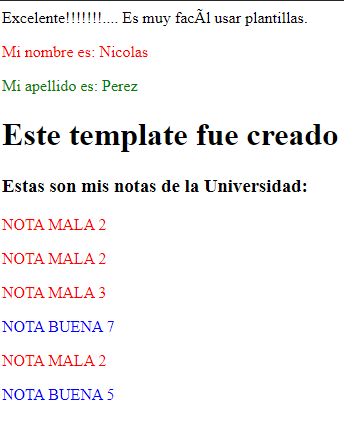 Excelente!!!!!!!.... Es muy facÃl usar plantillas.
Mi nombre es: Nicolas
Mi apellido es: Perez
Este template fue creado
Estas son mis notas de la Universidad:
NOTA MALA 2
NOTA MALA 2
NOTA MALA 3
NOTA BUENA 7
NOTA MALA 2
NOTA BUENA 5